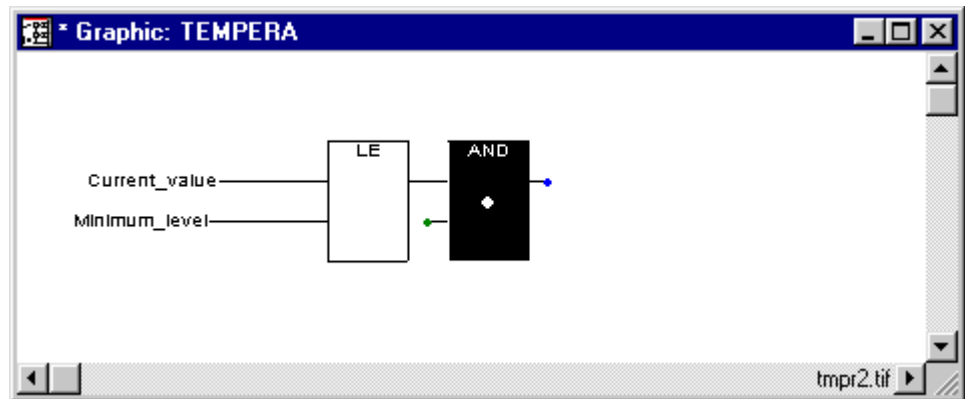 * Graphic: TEMPERA
LE
AND
Current_value
Minimum_level
tmpr2.tif